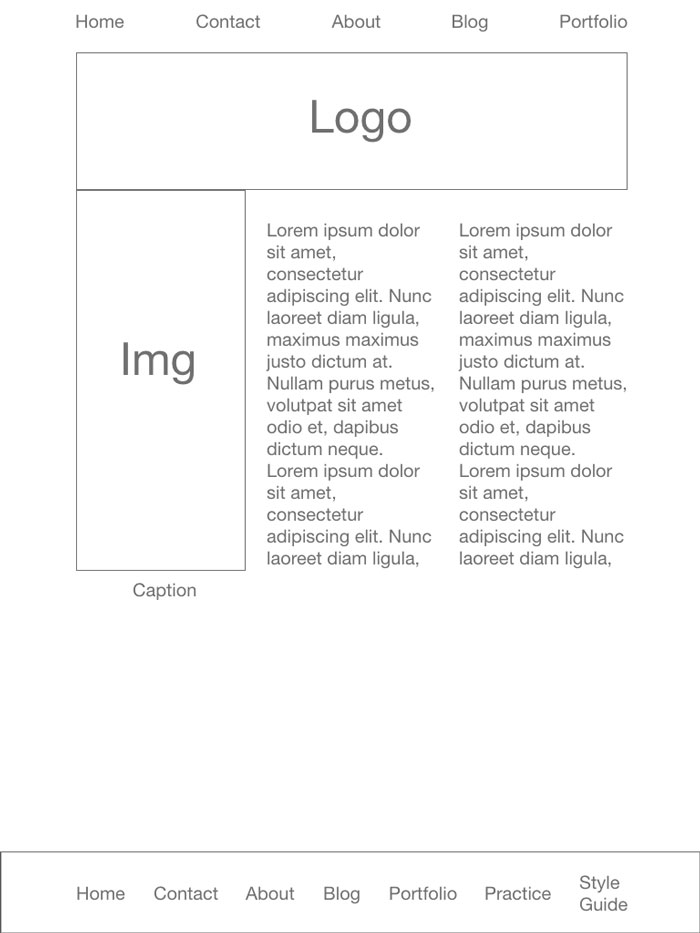 Home Contact About Blog Portfolio
Logo
Img
Caption
Lorem ipsum dolor
sit amet,
consectetur
adipiscing elit. Nunc
laoreet diam ligula,
maximus maximus
justo dictum at.
Nullam purus metus,
volutpat sit amet
odio et, dapibus
dictum neque.
Lorem ipsum dolor
sit amet,
consectetur
adipiscing elit. Nunc
laoreet diam ligula,
Lorem ipsum dolor
sit amet,
consectetur
adipiscing elit. Nunc
laoreet diam ligula,
maximus maximus
justo dictum at.
Nullam purus metus,
volutpat sit amet
odio et, dapibus
dictum neque.
Lorem ipsum dolor
sit amet,
consectetur
adipiscing elit. Nunc
laoreet diam ligula,
Home Contact About Blog Portfolio Practice Style
Guide